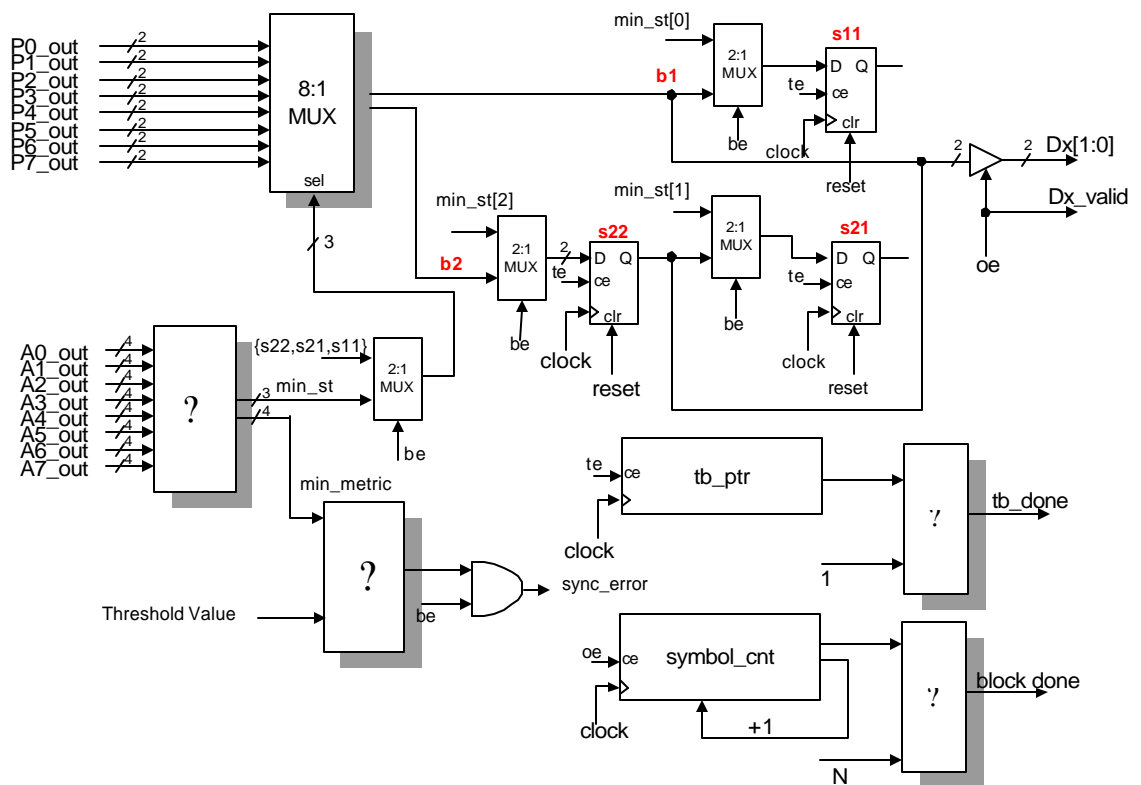 P0_out
2
P1_out
2
P2_out
2
P3_out
2
P4_out
2
P5_out
2
P6_out
2
P7_out
2
8:1
MUX
sel
3
b1
b2
min_st[0]
2:1
MUX
be
s11
D Q
te
ce
clock
clr
reset
2
2
Dx[1:0]
Dx_valid
oe
min_st[2]
2:1
MUX
be
2
s22
D Q
te
ce
clock
clr
reset
min_st[1]
2:1
MUX
be
s21
D Q
te
ce
clock
clr
reset
A0_out
4
A1_out
4
A2_out
4
A3_out
4
A4_out
4
A5_out
4
A6_out
4
A7_out
4
?
{s22,s21,s11}
3
min_st
4
2:1
MUX
be
min_metric
?
Threshold Value
be
sync_error
te
ce
tb_ptr
clock
1
?
tb_done
oe
ce
symbol_cnt
clock
+1
N
?
block done